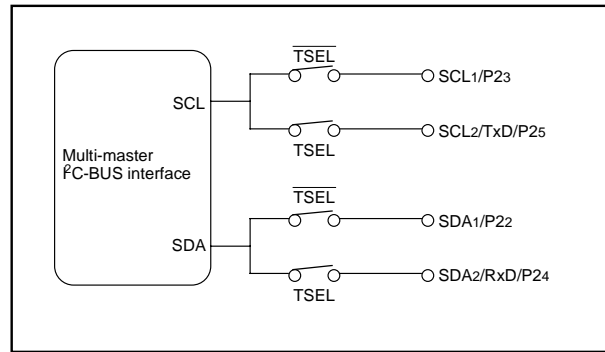 TSEL
SCL1/P23
SCL
SCL2/TxD/P25
TSEL
Multi-master
I²C-BUS interface
TSEL
SDA1/P22
SDA
SDA2/RxD/P24
TSEL